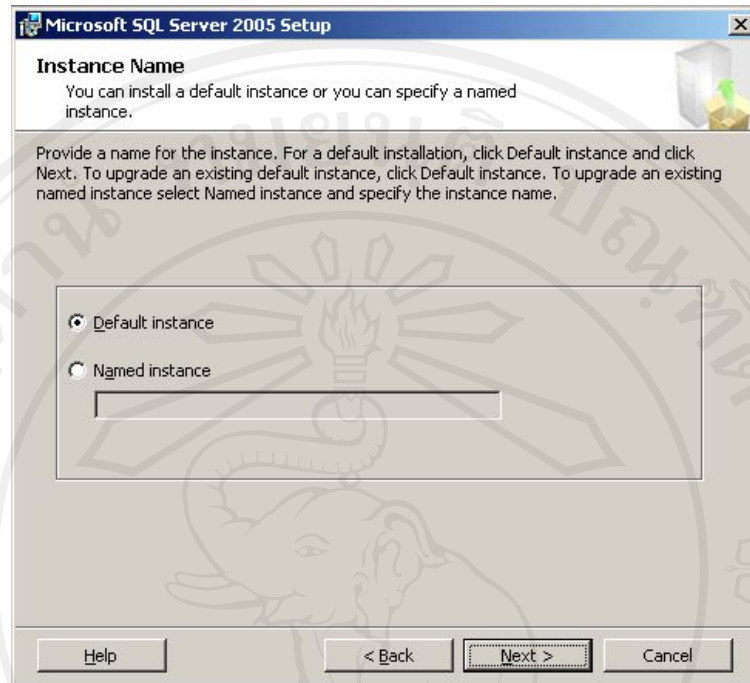 Microsoft SQL Server 2005 Setup
Instance Name
You can install a default instance or you can specify a named
instance.
Provide a name for the instance. For a default installation, click Default instance and click
Next. To upgrade an existing default instance, click Default instance. To upgrade an existing
named instance select Named instance and specify the instance name.
Default instance
Named instance
Help
< Back
Next >
Cancel